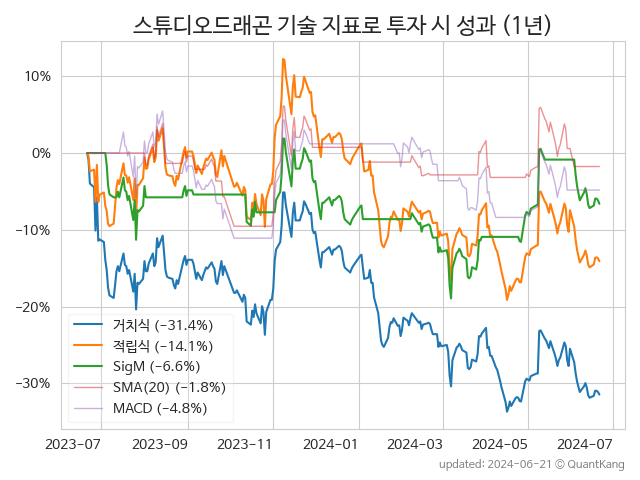 스튜디오드래곤 기술 지표로 투자 시 성과 (1년)
10%
0%
−10%
−20%
−30%
거치식 (−31.4%)
적립식 (−14.1%)
SigM (−6.6%)
SMA(20) (−1.8%)
MACD (−4.8%)
2023-07 2023-09 2023-11 2024-01 2024-03 2024-05 2024-07
updated: 2024-06-21 © QuantKang